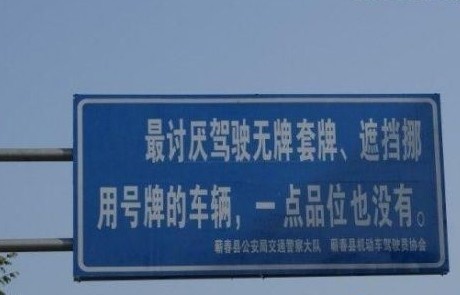 最讨厌驾驶无牌套牌、遮挡挪
用号牌的车辆，一点品位也没有。
蕲春县公安局交通警察大队 蕲春县机动车驾驶员协会